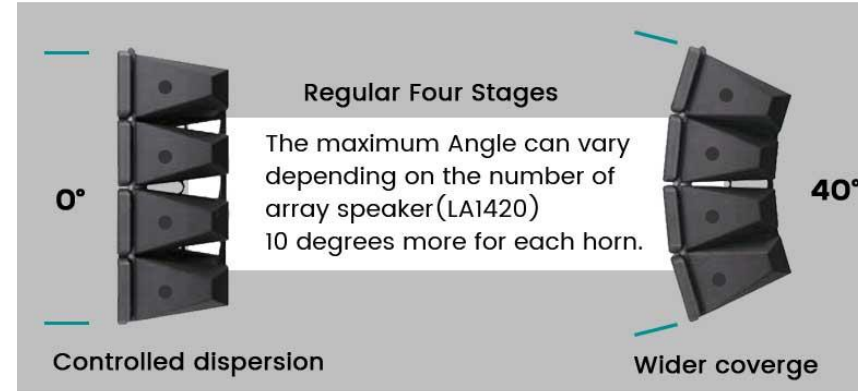 Regular Four Stages
The maximum Angle can vary
depending on the number of
array speaker(LA1420)
10 degrees more for each horn.
0°
40°
Controlled dispersion
Wider coverge